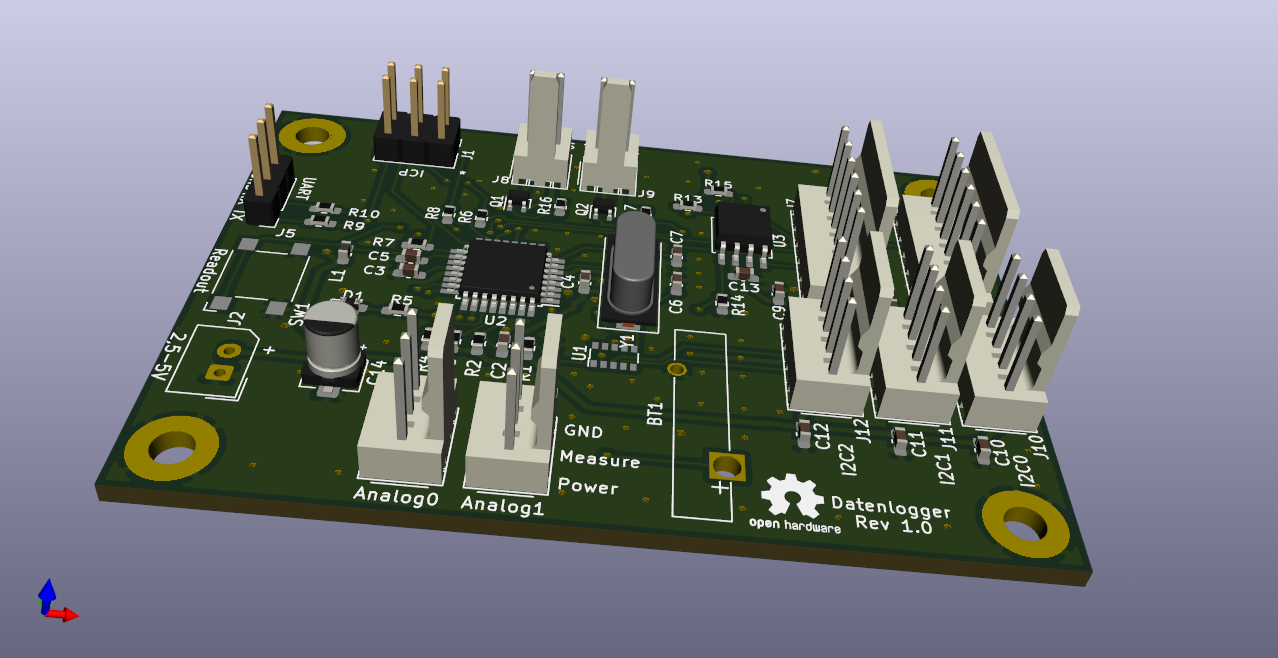 J1
ICP
UART
TX
R10
R9
J5
Readout
J8
J9
Q1
R16
Q2
R8
R6
R7
C5
C3
L1
R5
SW1
J2
2.5-5V
+
C14
U2
C4
C7
C6
R13
R15
U3
C13
R14
C9
Y1
U1
R2
C2
R1
BT1
+
GND
Measure
Power
Analog0
Analog1
C12
J12
I2C2
C11
J11
I2C1
C10
J10
I2C0
open hardware
Datenlogger
Rev 1.0